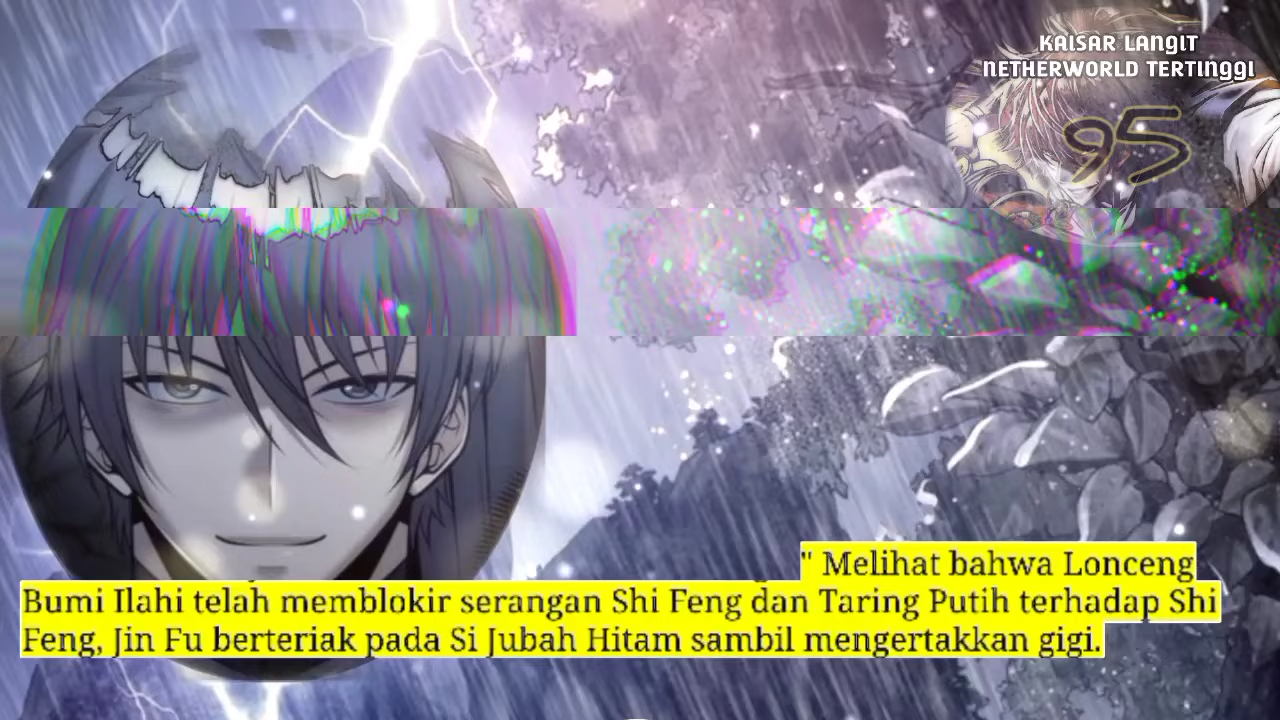 KAISAR LANGIT
NETHERWORLD TERTINGGI
95
" Melihat bahwa Lonceng
Bumi Ilahi telah memblokir serangan Shi Feng dan Taring Putih terhadap Shi
Feng, Jin Fu berteriak pada Si Jubah Hitam sambil mengertakkan gigi.